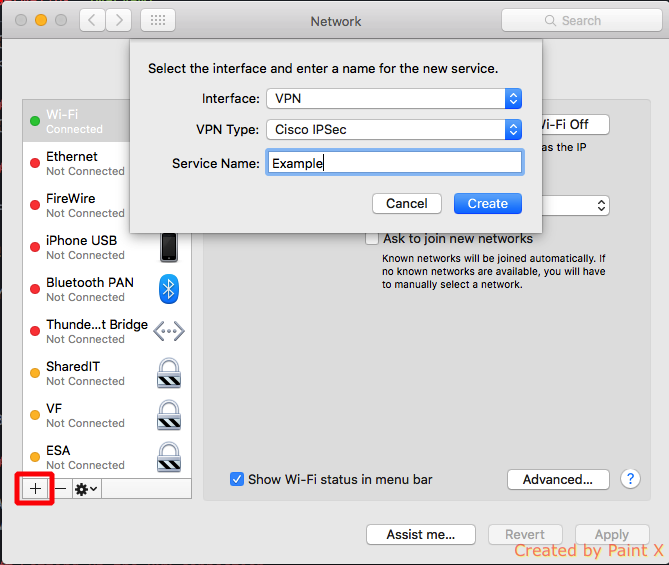 Network
Search
Select the interface and enter a name for the new service.
Interface: VPN
VPN Type: Cisco IPSec
Service Name: Example
Cancel Create
Wi-Fi
Connected
Ethernet
Not Connected
FireWire
Not Connected
iPhone USB
Not Connected
Bluetooth PAN
Not Connected
Thunde...t Bridge
Not Connected
SharedIT
Not Connected
VF
Not Connected
ESA
Not Connected
i-Fi Off
as the IP
Ask to join new networks
Known networks will be joined automatically. If
no known networks are available, you will have
to manually select a network.
Show Wi-Fi status in menu bar
Advanced...
?
Assist me...
Revert
Apply
Created by Paint X